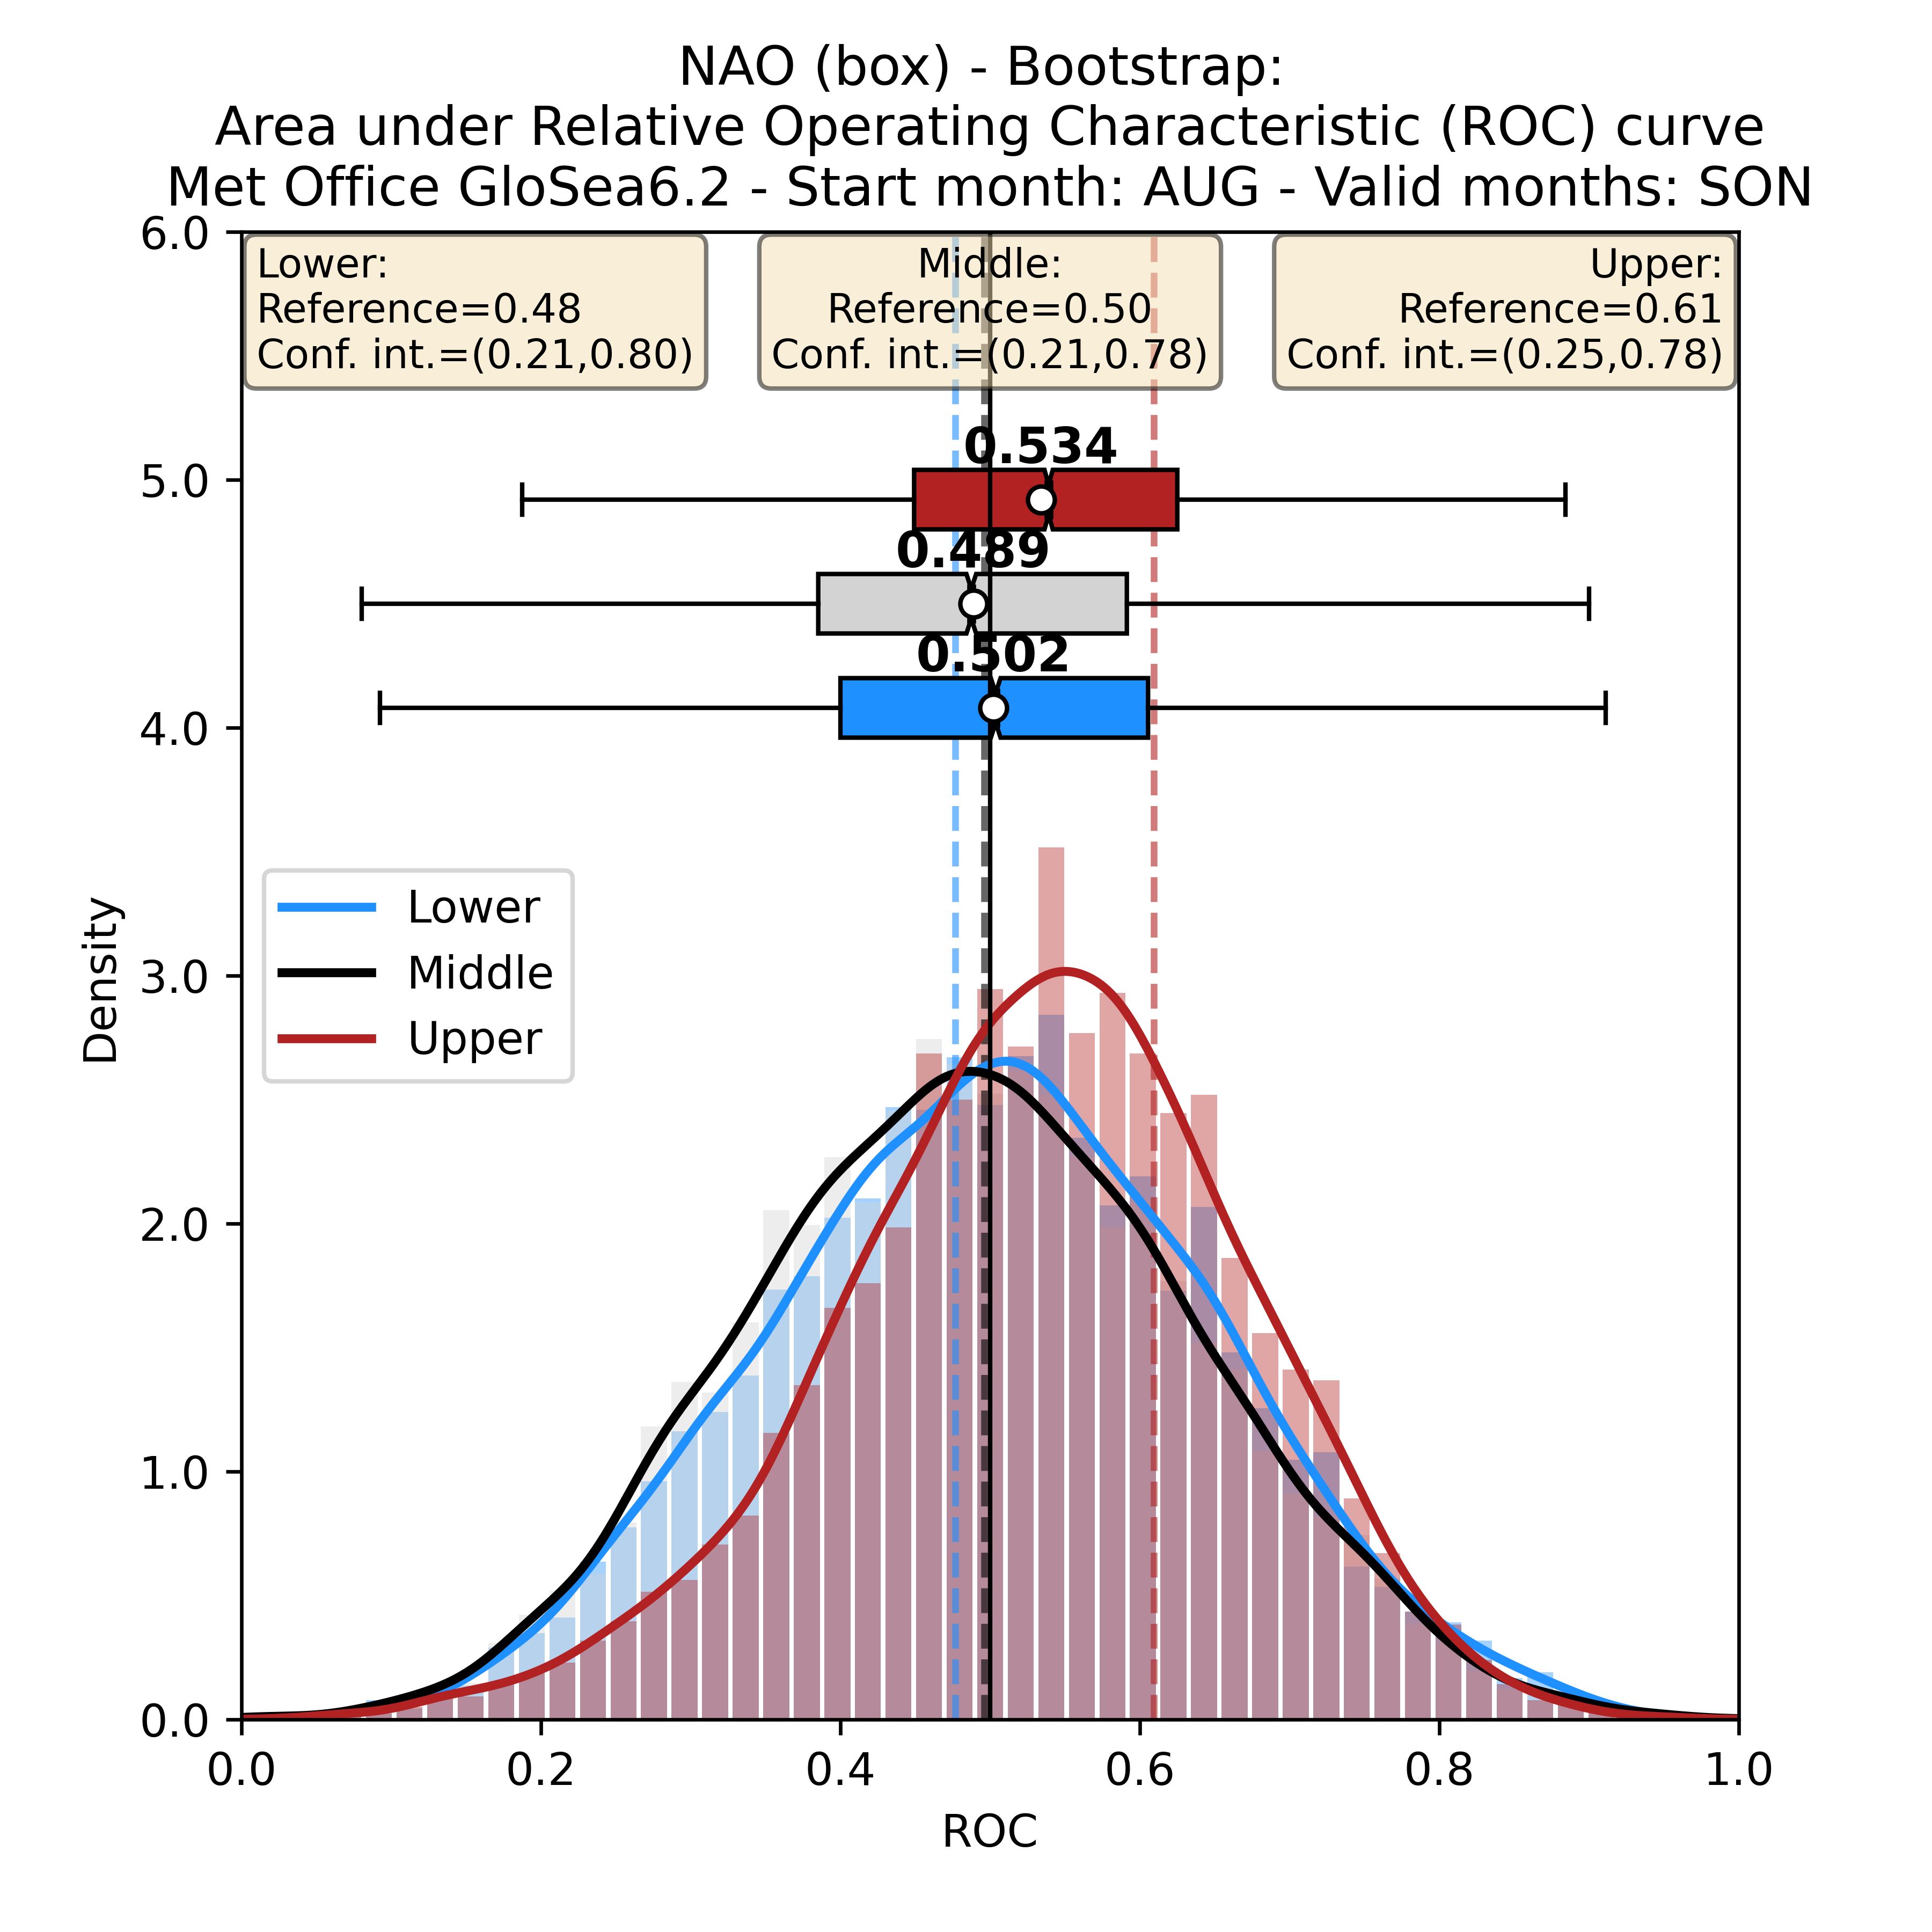 NAO (box) - Bootstrap:
Area under Relative Operating Characteristic (ROC) curve
Met Office GloSea6.2 - Start month: AUG - Valid months: SON
Lower:
Reference=0.48
Conf. int.=(0.21,0.80)
Middle:
Reference=0.50
Conf. int.=(0.21,0.78)
Upper:
Reference=0.61
Conf. int.=(0.25,0.78)
0.534
0.489
0.502
Lower
Middle
Upper
Density
6.0
5.0
4.0
3.0
2.0
1.0
0.0
0.0 0.2 0.4 0.6 0.8 1.0
ROC